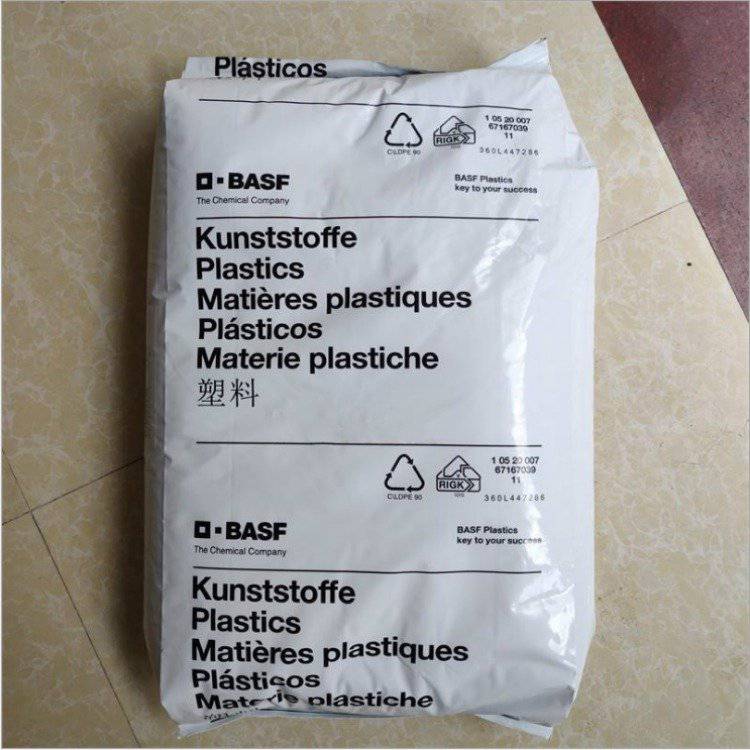 Plásticos
1 05 20 007
67167039
11
C/LDPE 90
RIGK
360L447286
BASF
The Chemical Company
BASF Plastics
key to your success
Kunststoffe
Plastics
Matières plastiques
Plásticos
Materie plastiche
塑料
1 05 20 007
67167039
11
C/LDPE 90
RIGK
360L447286
BASF
The Chemical Company
BASF Plastics
key to your success
Kunststoffe
Plastics
Matières plastiques
Plásticos
Materie plastiche